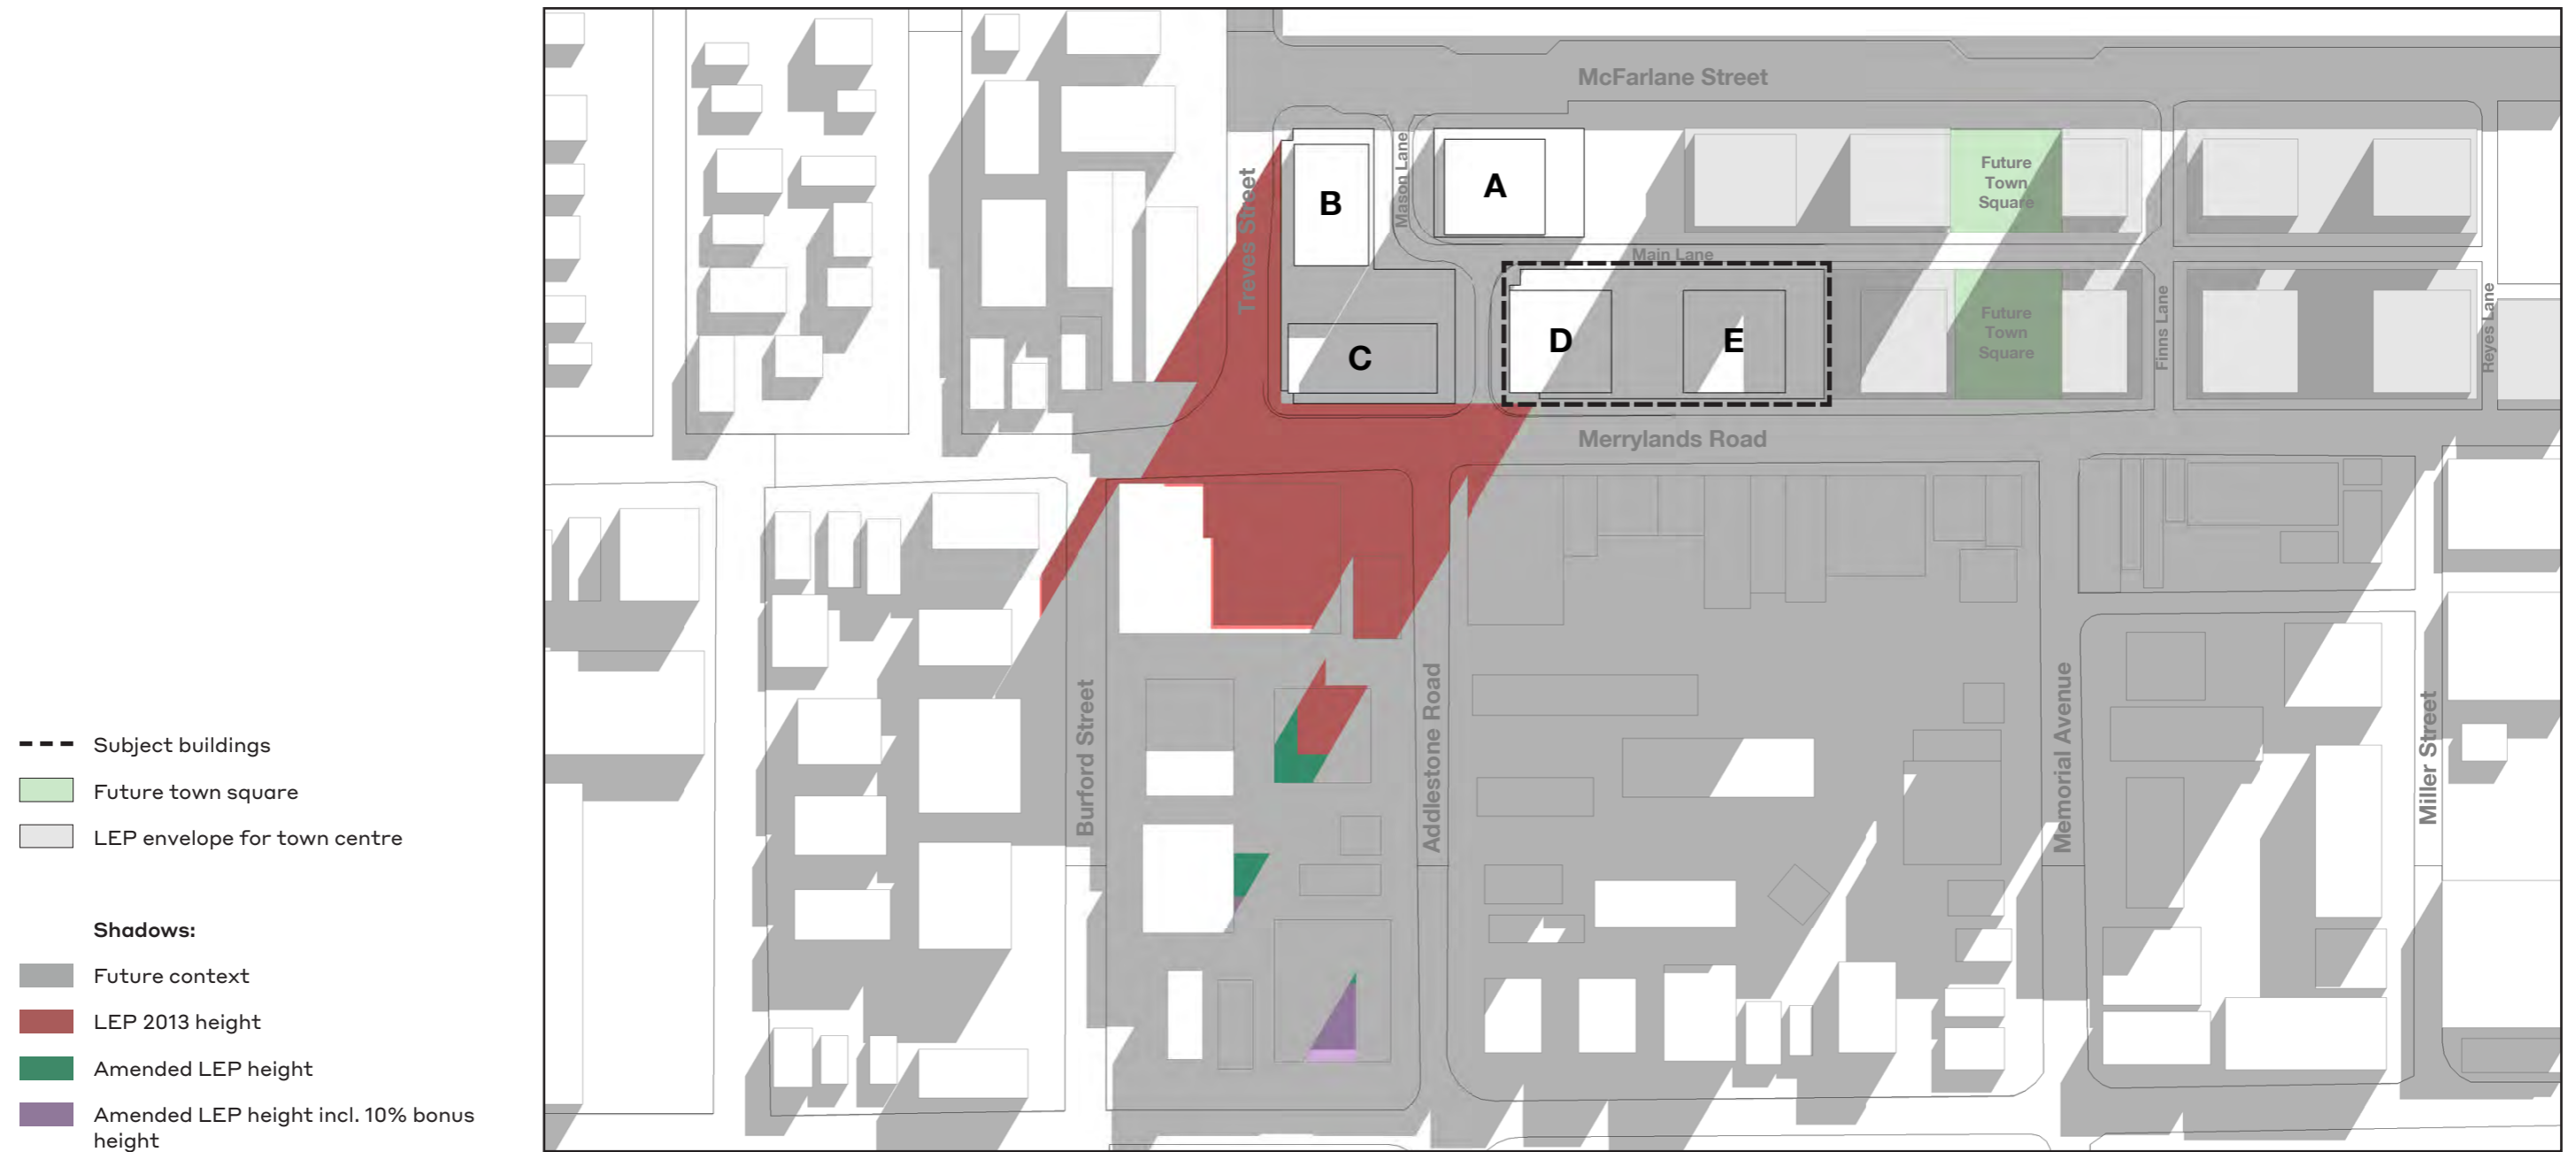 McFarlane Street
Treves Street
B
Mason Lane
A
Future
Town
Square
Main Lane
C
D
E
Future
Town
Square
Finns Lane
Reyes Lane
Merrylands Road
Burford Street
Addlestone Road
Memorial Avenue
Miller Street
Subject buildings
Future town square
LEP envelope for town centre
Shadows:
Future context
LEP 2013 height
Amended LEP height
Amended LEP height incl. 10% bonus
height